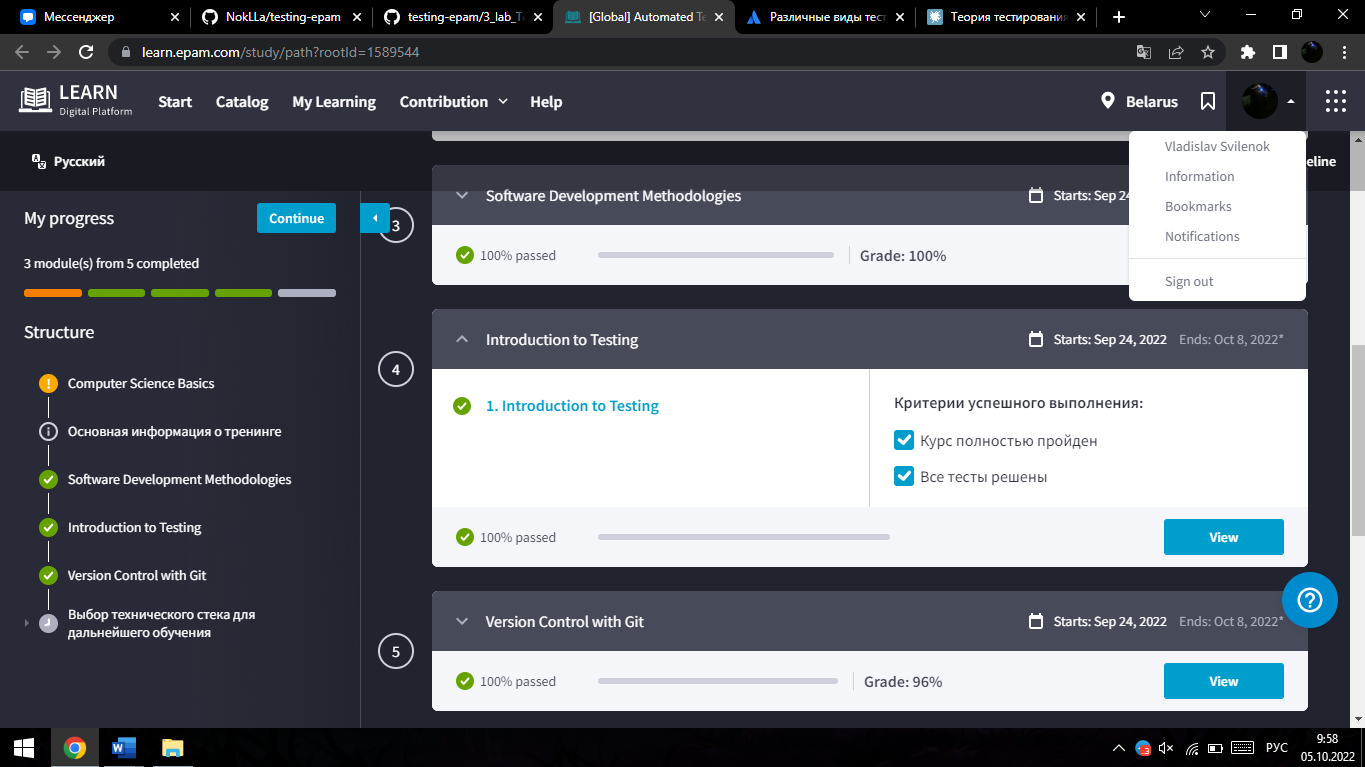 Мессенджер
NokLLa/testing-epam
testing-epam/3_lab_Te
[Global] Automated Te
Различные виды тест
Теория тестирования
learn.epam.com/study/path?rootId=1589544
LEARN
Digital Platform
Start
Catalog
My Learning
Contribution
Help
Belarus
Русский
eline
Vladislav Svilenok
Information
Bookmarks
Notifications
Sign out
My progress
Continue
3 module(s) from 5 completed
Structure
Computer Science Basics
Основная информация о тренинге
Software Development Methodologies
Introduction to Testing
Version Control with Git
Выбор технического стека для
дальнейшего обучения
3
Software Development Methodologies
Starts: Sep 24
100% passed
Grade: 100%
4
Introduction to Testing
Starts: Sep 24, 2022
Ends: Oct 8, 2022*
1. Introduction to Testing
Критерии успешного выполнения:
Курс полностью пройден
Все тесты решены
100% passed
View
5
Version Control with Git
Starts: Sep 24, 2022
Ends: Oct 8, 2022*
100% passed
Grade: 96%
View
РУС
9:58
05.10.2022